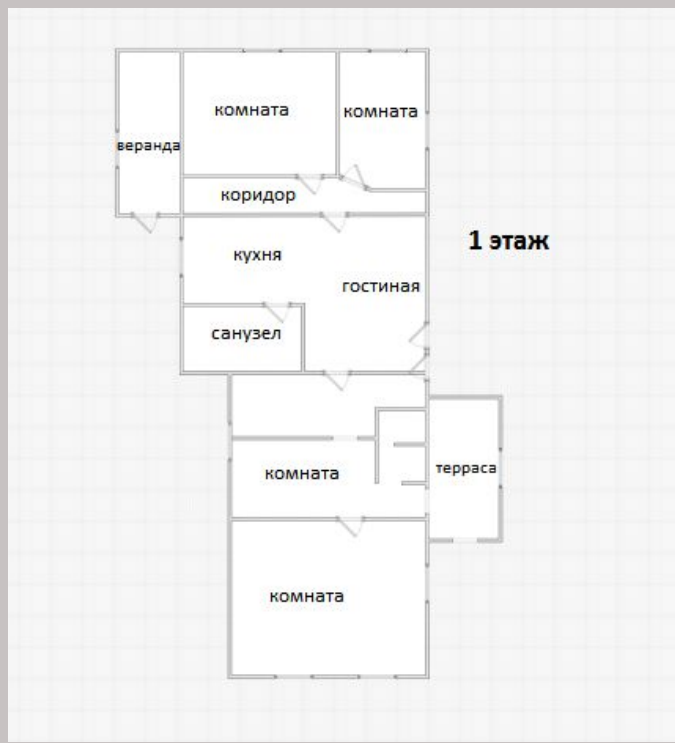 комната
комната
веранда
коридор
1 этаж
кухня
гостиная
санузел
комната
терраса
комната